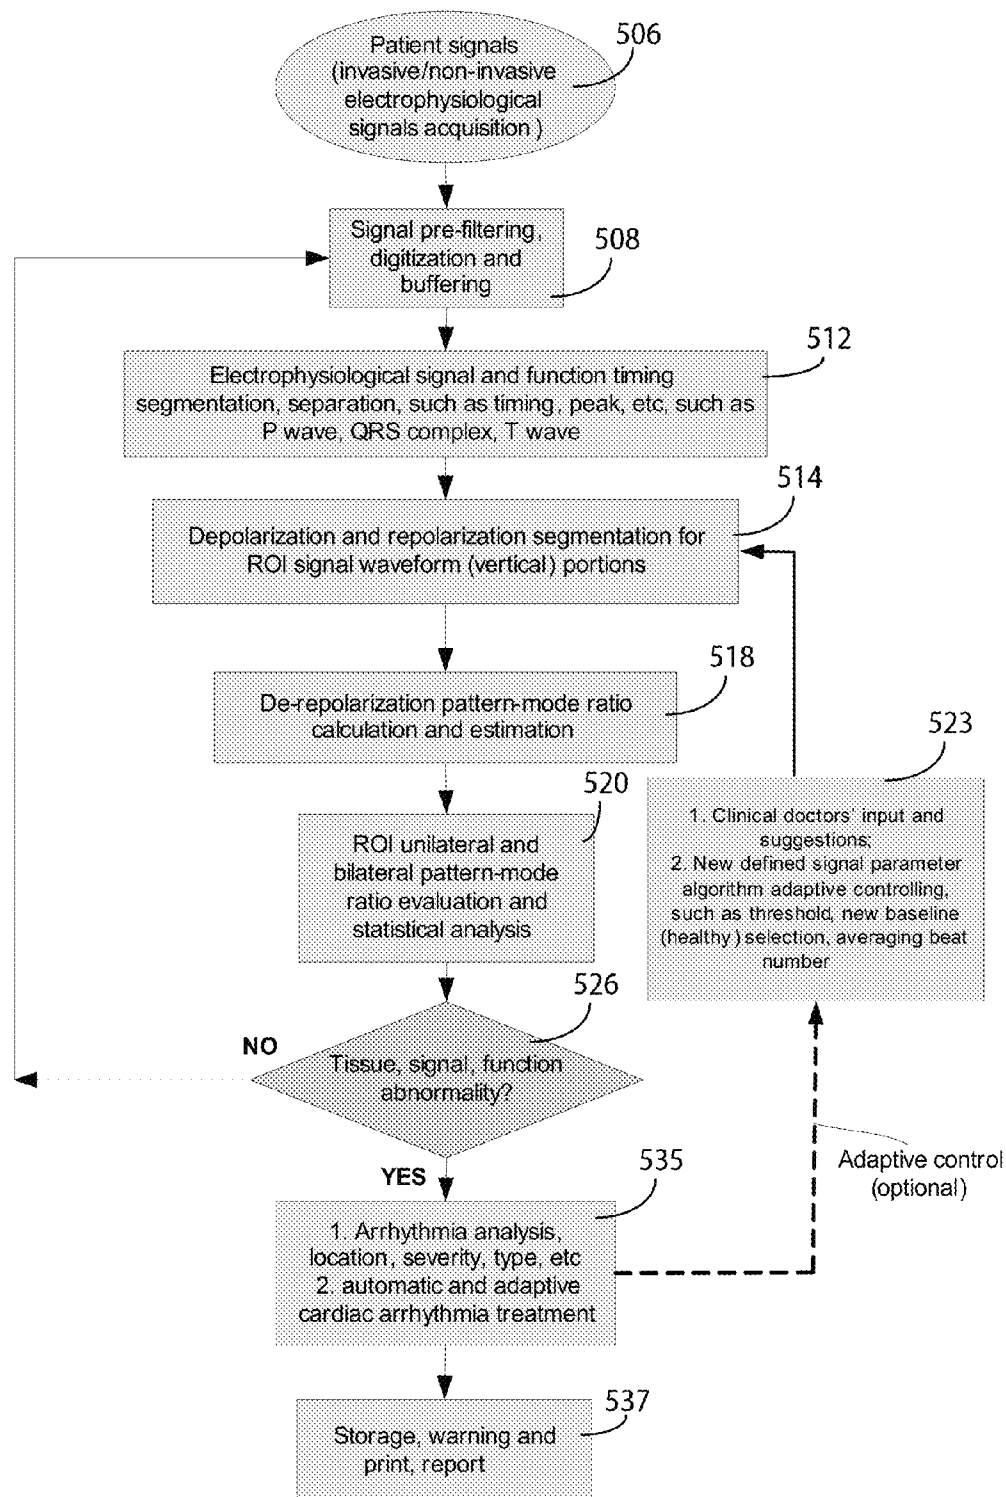 506
Patient signals
(invasive/non-invasive
electrophysiological
signals acquisition )
Signal pre-filtering,
digitization and
buffering
508
512
Electrophysiological signal and function timing
segmentation, separation, such as timing, peak, etc, such as
P wave, QRS complex, T wave
514
Depolarization and repolarization segmentation for
ROI signal waveform (vertical) portions
518
De-repolarization pattern-mode ratio
calculation and estimation
520
ROI unilateral and
bilateral pattern-mode
ratio evaluation and
statistical analysis
523
1. Clinical doctors' input and
suggestions;
2. New defined signal parameter
algorithm adaptive controlling,
such as threshold, new baseline
(healthy) selection, averaging beat
number
526
NO
Tissue, signal, function
abnormality?
YES
535
1. Arrhythmia analysis,
location, severity, type, etc
2. automatic and adaptive
cardiac arrhythmia treatment
Adaptive control
(optional)
537
Storage, warning and
print, report